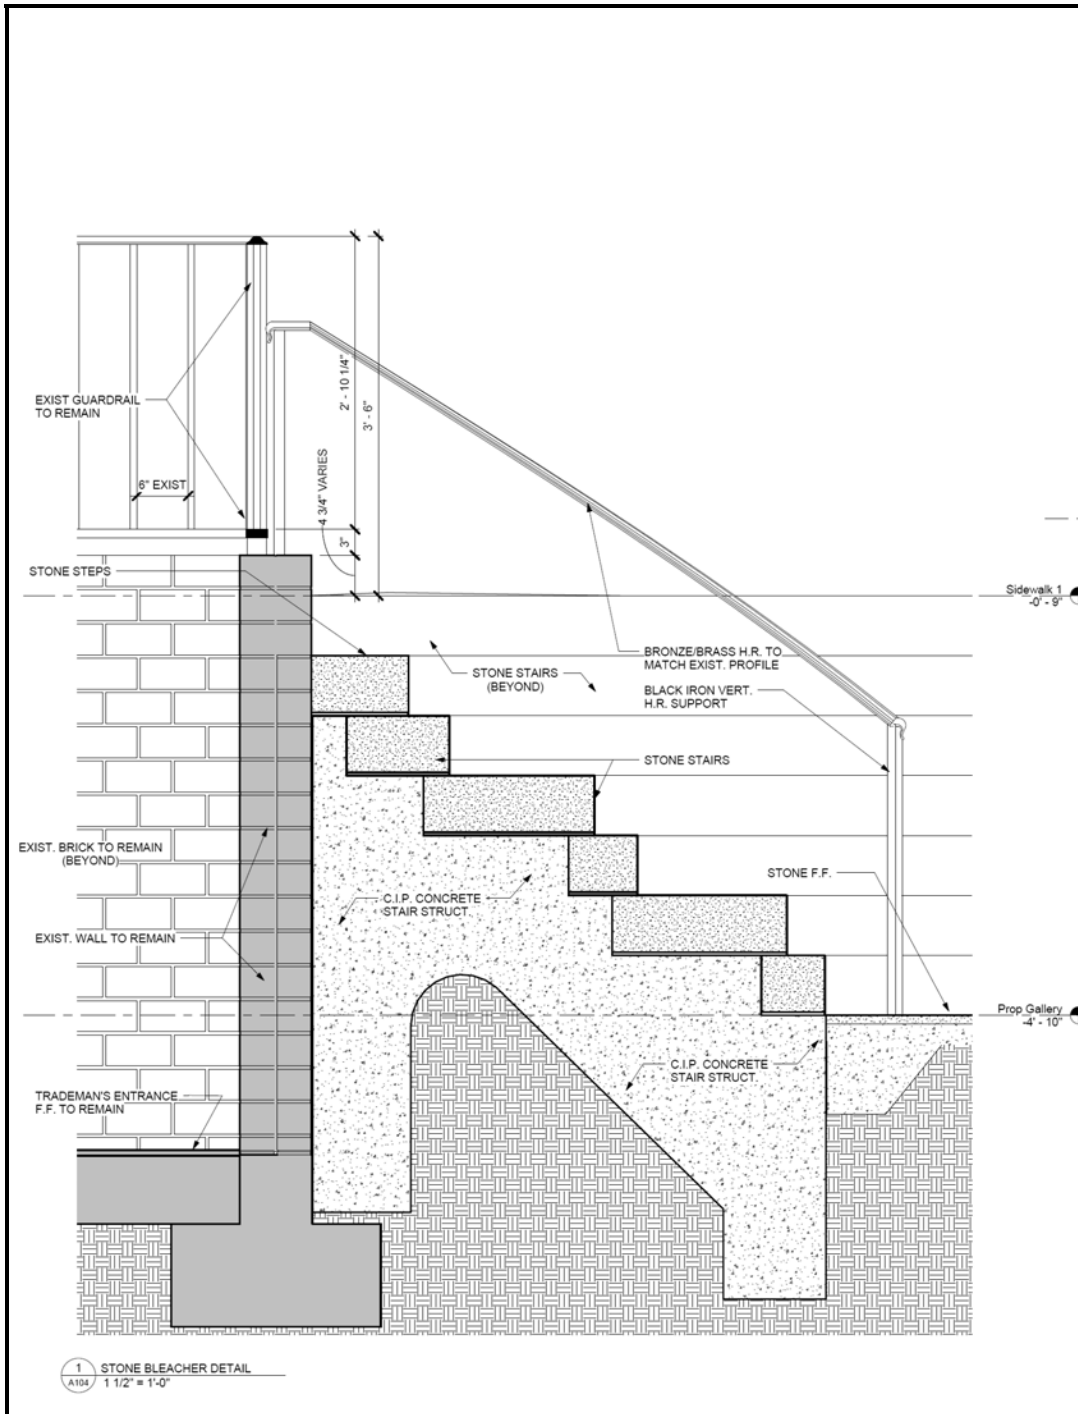 2' - 10 1/4"
3' - 6"
EXIST GUARDRAIL
TO REMAIN
6" EXIST
4 3/4" VARIES
3"
STONE STEPS
Sidewalk 1
-0' - 9"
BRONZE/BRASS H.R. TO
MATCH EXIST. PROFILE
STONE STAIRS
(BEYOND)
BLACK IRON VERT.
H.R. SUPPORT
STONE STAIRS
EXIST. BRICK TO REMAIN
(BEYOND)
STONE F.F.
C.I.P. CONCRETE
STAIR STRUCT.
EXIST. WALL TO REMAIN
Prop Gallery
-4' - 10"
C.I.P. CONCRETE
STAIR STRUCT.
TRADEMAN'S ENTRANCE
F.F. TO REMAIN
1
A104
STONE BLEACHER DETAIL
1 1/2" = 1'-0"